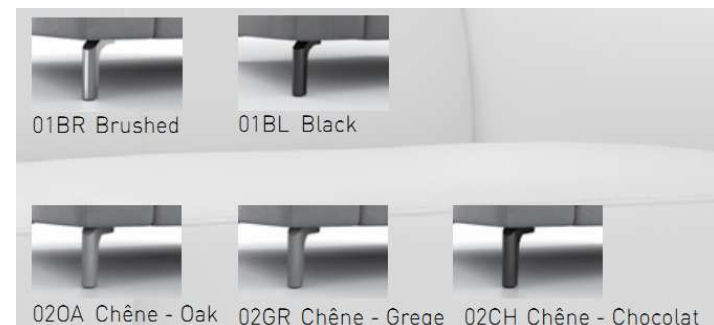 01BR Brushed
01BL Black
02OA Chêne - Oak
02GR Chêne - Grege
02CH Chêne - Chocolat